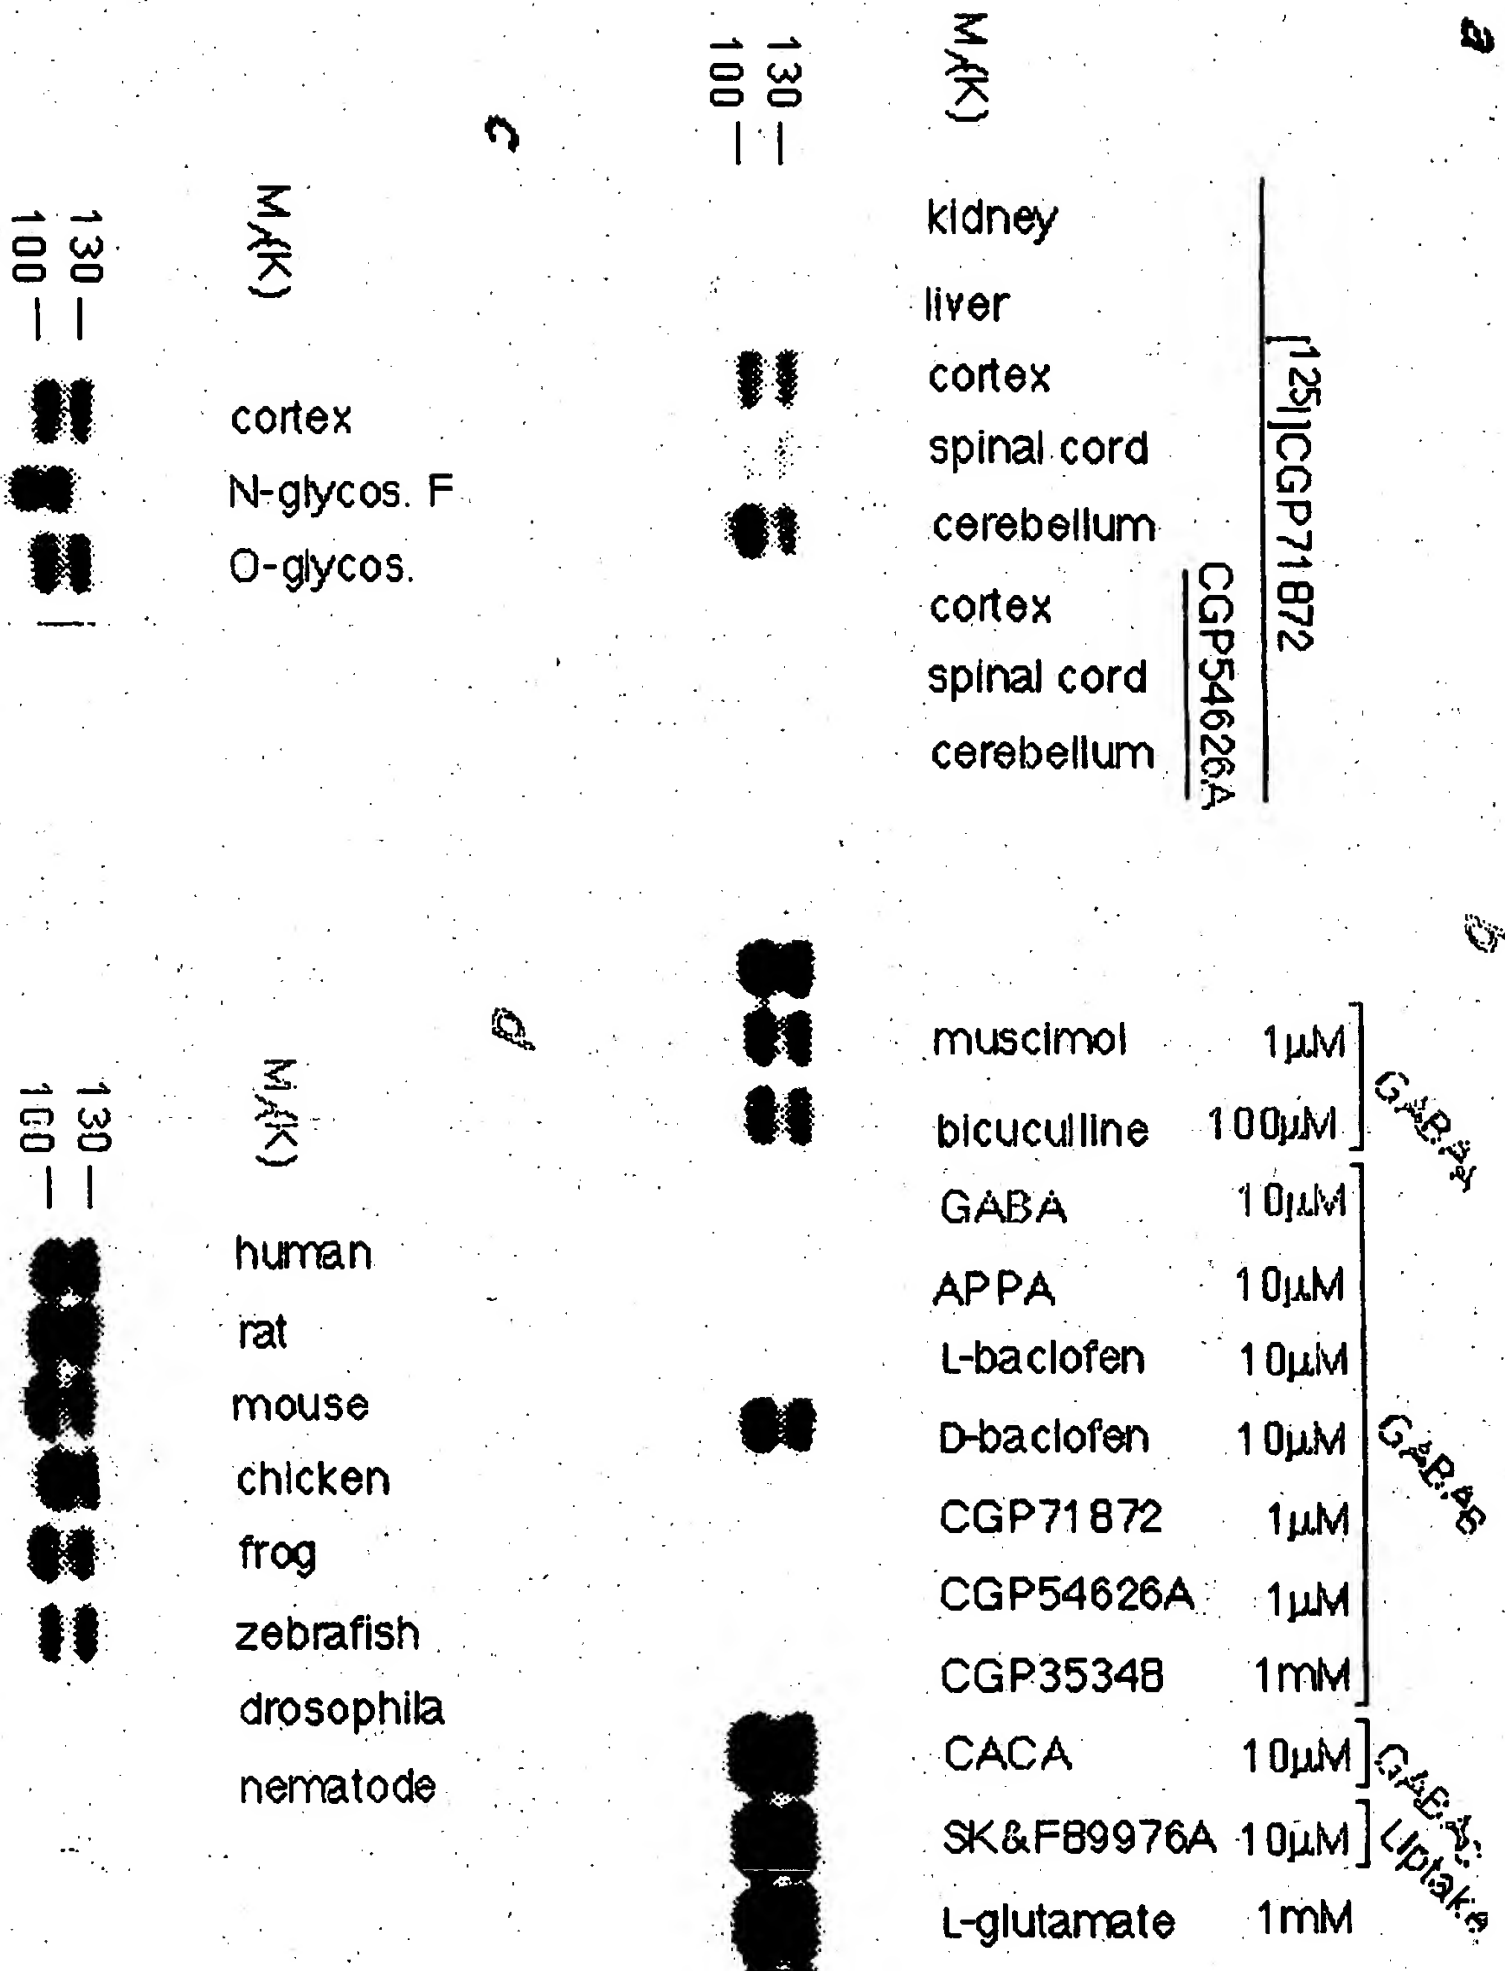 a
[125I]CGP71872
CGP54626A
Mr(K)
kidney
liver
cortex
spinal cord
cerebellum
cortex
spinal cord
cerebellum
130 —
100 —
b
GABAA
GABAB
GABAC
Uptake
muscimol 1μM
bicuculline 100μM
GABA 10μM
APPA 10μM
L-baclofen 10μM
D-baclofen 10μM
CGP71872 1μM
CGP54626A 1μM
CGP35348 1mM
CACA 10μM
SK&F89976A 10μM
L-glutamate 1mM
c
Mr(K)
cortex
N-glycos. F
O-glycos.
130 —
100 —
d
Mr(K)
human
rat
mouse
chicken
frog
zebrafish
drosophila
nematode
130 —
100 —